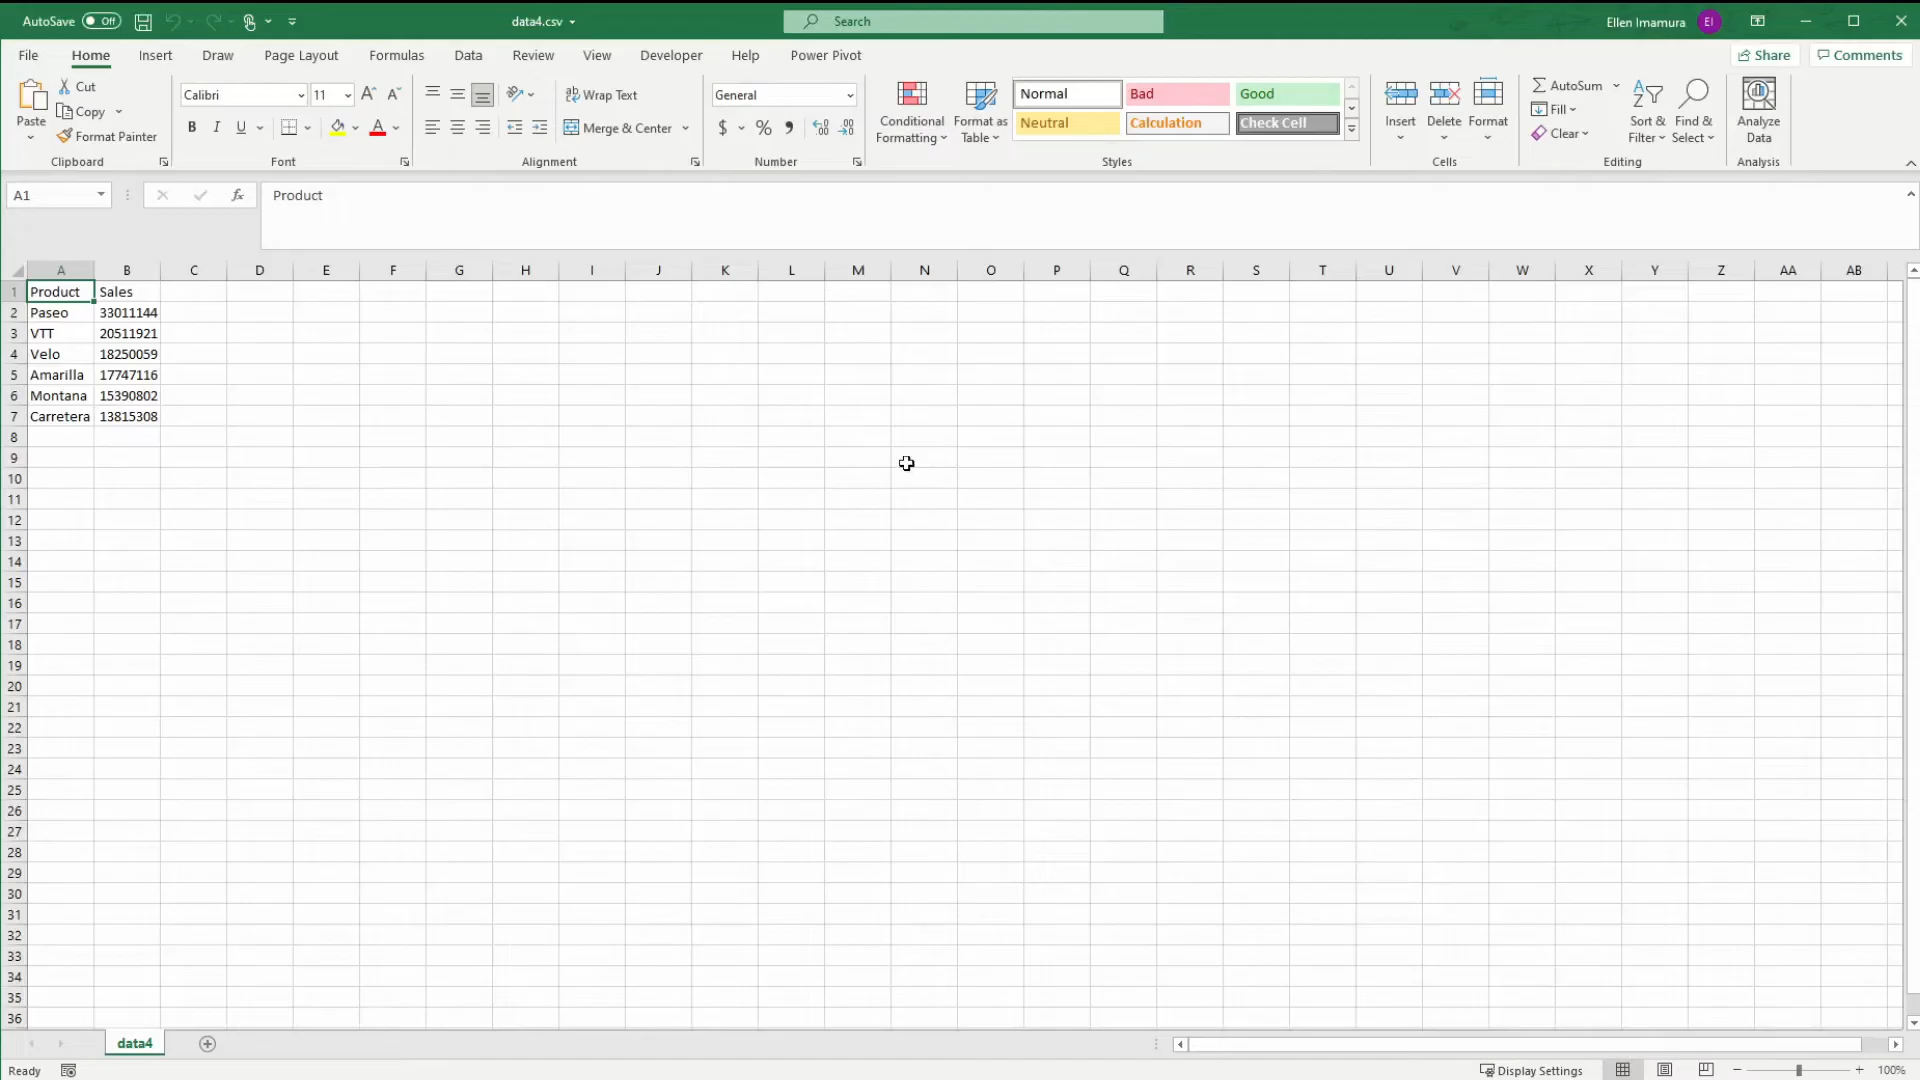 AutoSave Off data4.csv Search Ellen Imamura EI
File Home Insert Draw Page Layout Formulas Data Review View Developer Help Power Pivot Share Comments
Paste Cut Copy Format Painter Clipboard
Calibri 11 B I U A Font
Wrap Text Merge & Center Alignment
General $ % Number
Conditional Formatting Format as Table Normal Bad Good Neutral Calculation Check Cell Styles
Insert Delete Format Cells
AutoSum Fill Clear Sort & Filter Find & Select Editing
Analyze Data Analysis
A1 fx Product
A B C D E F G H I J K L M N O P Q R S T U V W X Y Z AA AB
1 Product Sales
2 Paseo 33011144
3 VTT 20511921
4 Velo 18250059
5 Amarilla 17747116
6 Montana 15390802
7 Carretera 13815308
8
9
10
11
12
13
14
15
16
17
18
19
20
21
22
23
24
25
26
27
28
29
30
31
32
33
34
35
36
data4
Ready Display Settings 100%